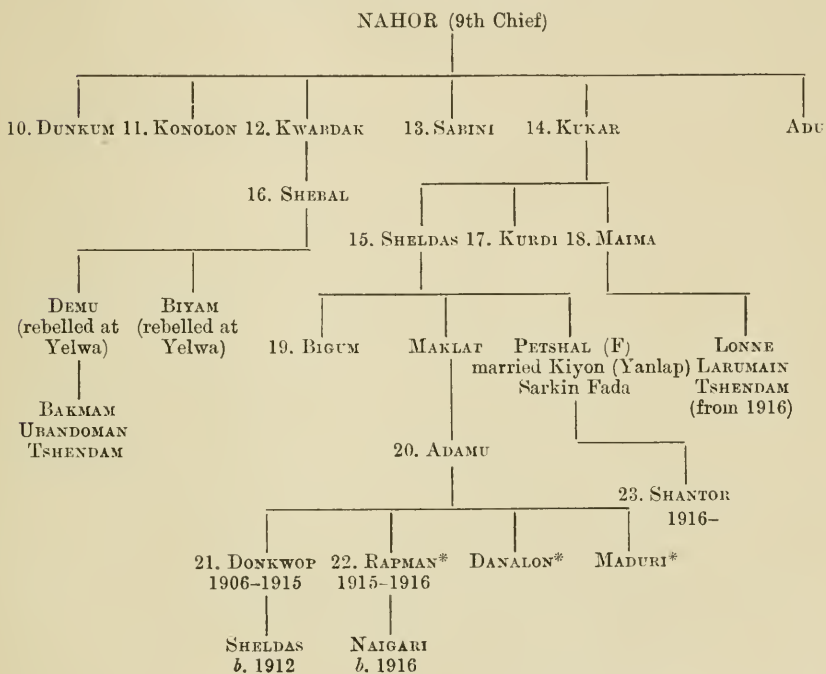 NAHOR (9th Chief)
10. DUNKUM 11. KONOLON 12. KWARDAK 13. SABINI 14. KUKAR ADU
16. SHEBAL
15. SHELDAS 17. KURDI 18. MAIMA
DEMU BIYAM
(rebelled at (rebelled at 19. BIGUM MAKLAT PETSHAL (F) LONNE
Yelwa) Yelwa) married Kiyon (Yanlap) LARUMAIN
Sarkin Fada TSHENDAM
(from 1916)
BAKMAM
UBANDOMAN
TSHENDAM
20. ADAMU
23. SHANTOR
1916–
21. DONKWOP 22. RAPMAN* DANALON* MADURI*
1906–1915 1915–1916
SHELDAS NAIGARI
b. 1912 b. 1916